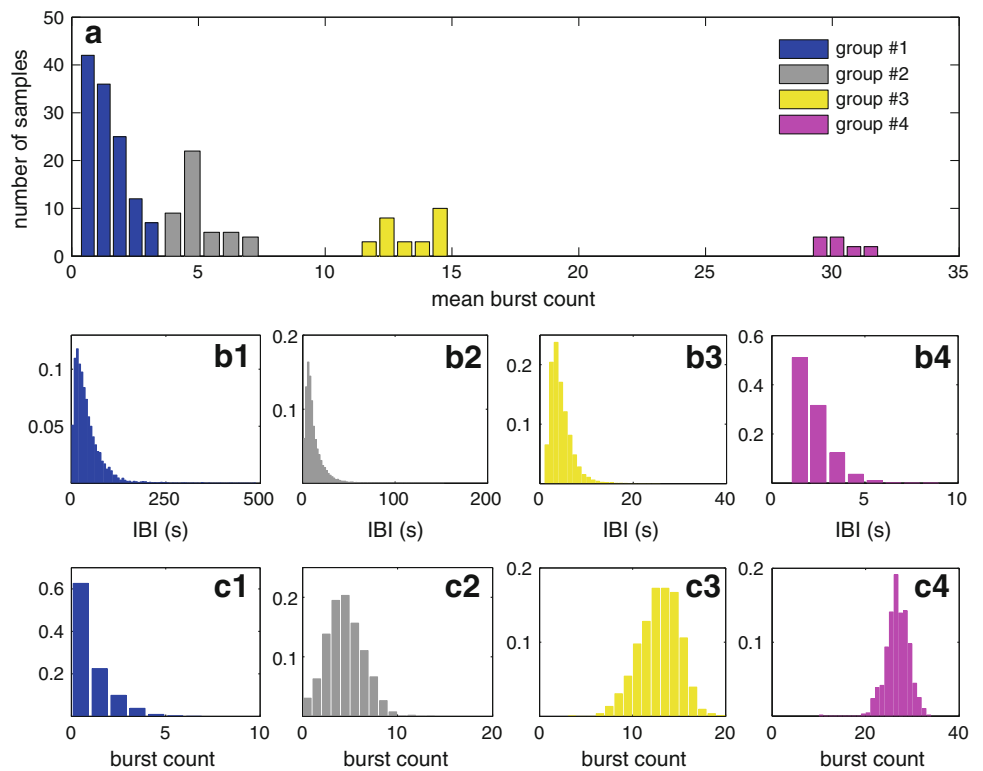 a
50
40
30
20
10
0
number of samples
group #1
group #2
group #3
group #4
0 5 10 15 20 25 30 35
mean burst count
b1
0.1
0.05
0 250 500
IBI (s)
b2
0.2
0.1
0 100 200
IBI (s)
b3
0.2
0.1
0 20 40
IBI (s)
b4
0.6
0.4
0.2
0 5 10
IBI (s)
c1
0.6
0.4
0.2
0 5 10
burst count
c2
0.2
0.1
0 10 20
burst count
c3
0.2
0.1
0 10 20
burst count
c4
0.2
0.1
0 20 40
burst count